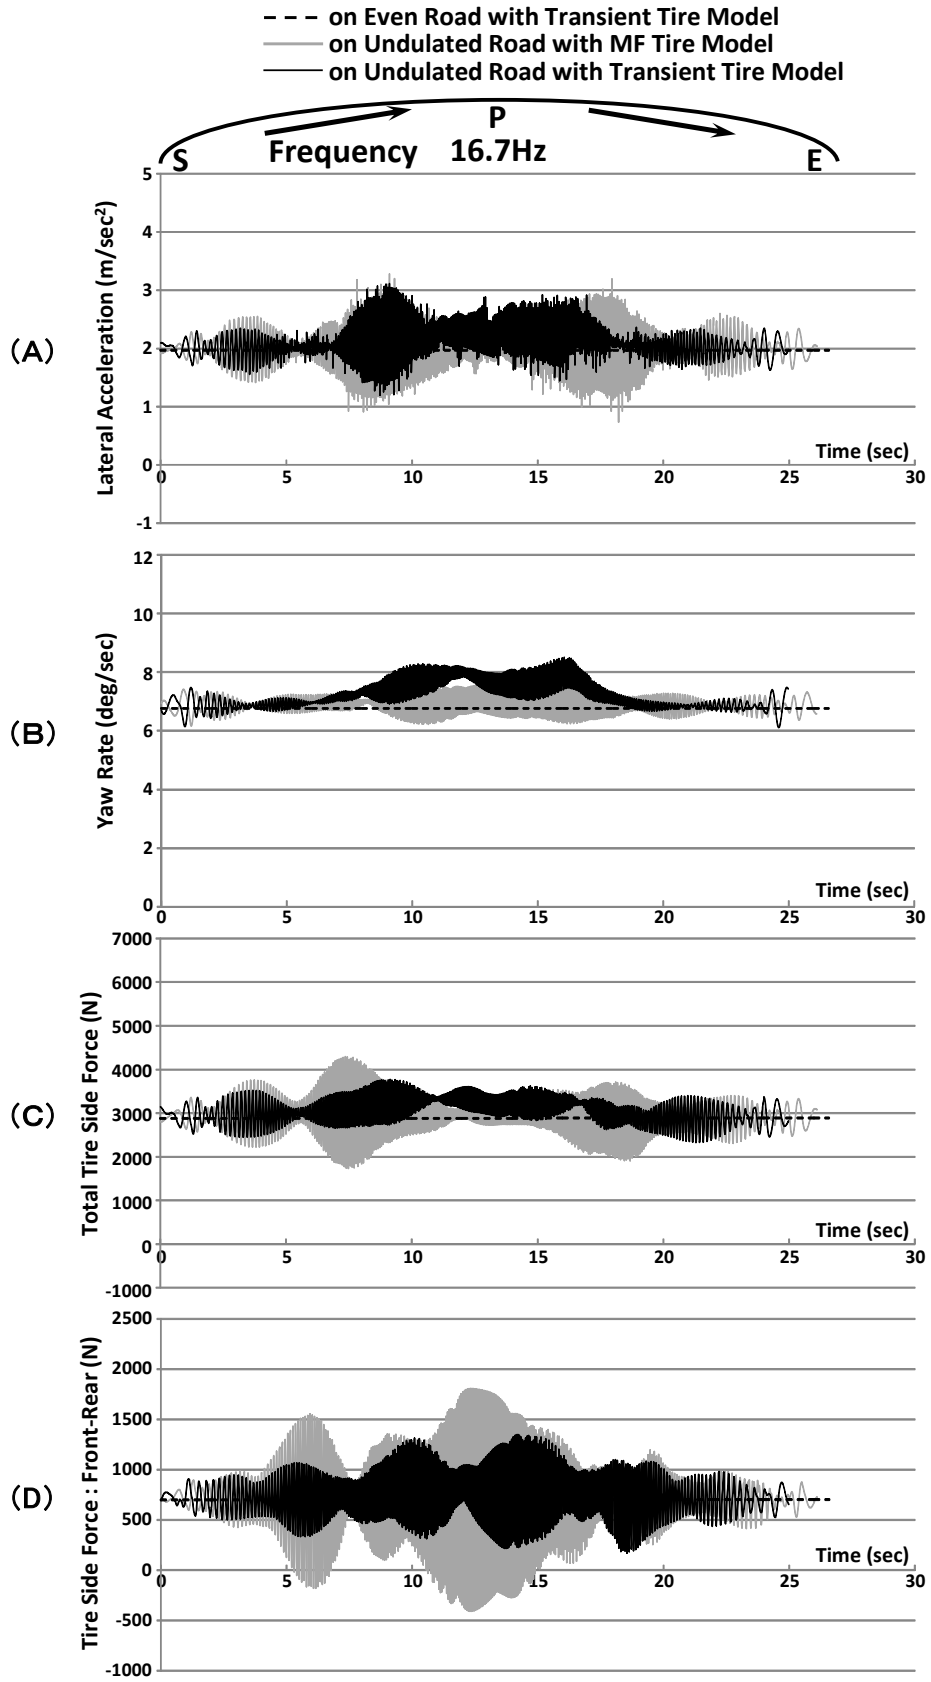 on Even Road with Transient Tire Model
on Undulated Road with MF Tire Model
on Undulated Road with Transient Tire Model
P
S Frequency 16.7Hz E
(A)
Lateral Acceleration (m/sec²)
5
4
3
2
1
0
-1
Time (sec)
0 5 10 15 20 25 30
(B)
Yaw Rate (deg/sec)
12
10
8
6
4
2
0
Time (sec)
0 5 10 15 20 25 30
(C)
Total Tire Side Force (N)
7000
6000
5000
4000
3000
2000
1000
0
-1000
Time (sec)
0 5 10 15 20 25 30
(D)
Tire Side Force : Front-Rear (N)
2500
2000
1500
1000
500
0
-500
-1000
Time (sec)
0 5 10 15 20 25 30